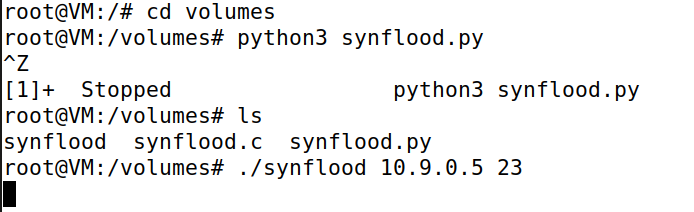 root@VM:/# cd volumes
root@VM:/volumes# python3 synflood.py
^Z
[1]+  Stopped                 python3 synflood.py
root@VM:/volumes# ls
synflood  synflood.c  synflood.py
root@VM:/volumes# ./synflood 10.9.0.5 23